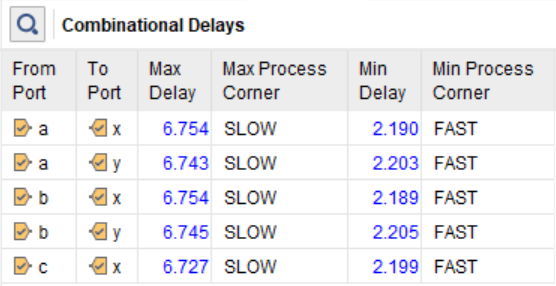 Combinational Delays
From Port To Port Max Delay Max Process Corner Min Delay Min Process Corner
a x 6.754 SLOW 2.190 FAST
a y 6.743 SLOW 2.203 FAST
b x 6.754 SLOW 2.189 FAST
b y 6.745 SLOW 2.205 FAST
c x 6.727 SLOW 2.199 FAST